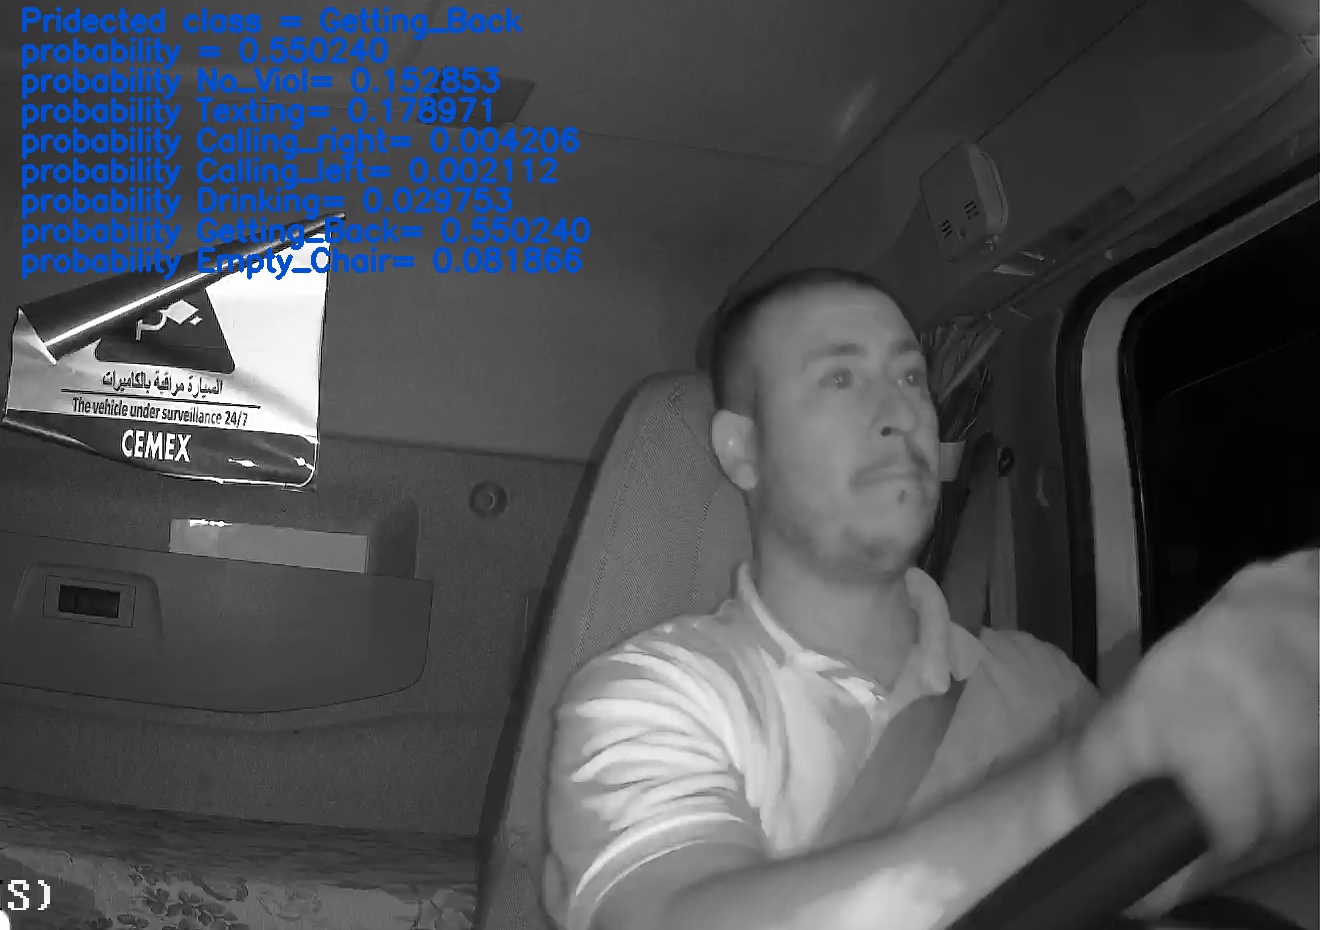 Pridected class = Getting_Back
probability = 0.550240
probability No_Viol= 0.152853
probability Texting= 0.178971
probability Calling_right= 0.004206
probability Calling_left= 0.002112
probability Drinking= 0.029753
probability Getting_Back= 0.550240
probability Empty_Chair= 0.081866
السيارة مراقبة بالكاميرات
The vehicle under surveillance 24/7
CEMEX
S)